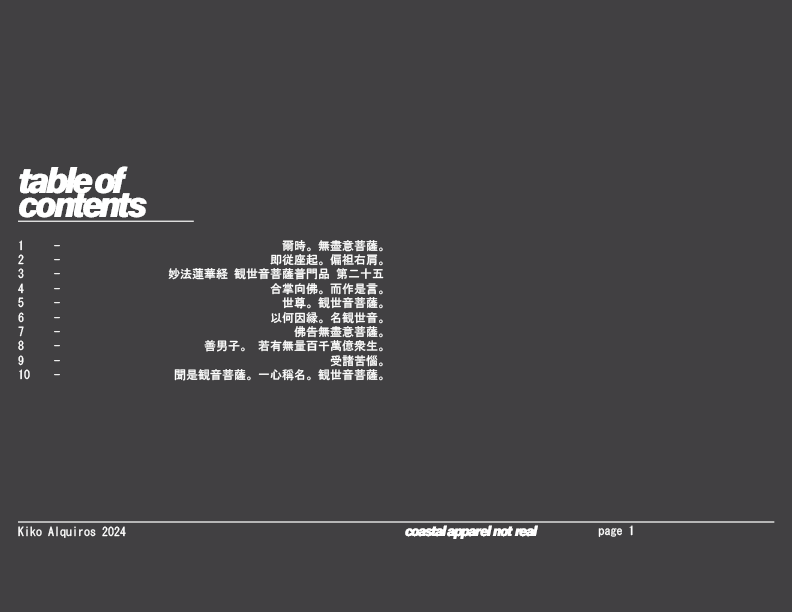 table of
contents
1 – 爾時。無盡意菩薩。
2 – 即従座起。偏袒右肩。
3 – 妙法蓮華経 観世音菩薩普門品 第二十五
4 – 合掌向佛。而作是言。
5 – 世尊。観世音菩薩。
6 – 以何因縁。名観世音。
7 – 佛告無盡意菩薩。
8 – 善男子。 若有無量百千萬億衆生。
9 – 受諸苦惱。
10 – 聞是観音菩薩。一心稱名。観世音菩薩。
Kiko Alquiros 2024
coastal apparel not real
page 1